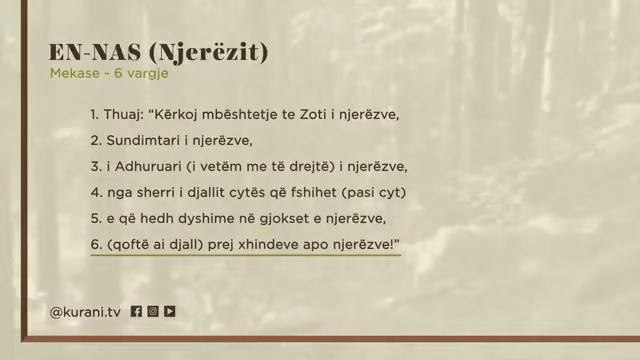 EN-NAS (Njerëzit)
Mekase - 6 vargje
1. Thuaj: “Kërkoj mbështetje te Zoti i njerëzve,
2. Sundimtari i njerëzve,
3. i Adhuruari (i vetëm me të drejtë) i njerëzve,
4. nga sherri i djallit cytës që fshihet (pasi cyt)
5. e që hedh dyshime në gjokset e njerëzve,
6. (qoftë ai djall) prej xhindeve apo njerëzve!”
@kurani.tv